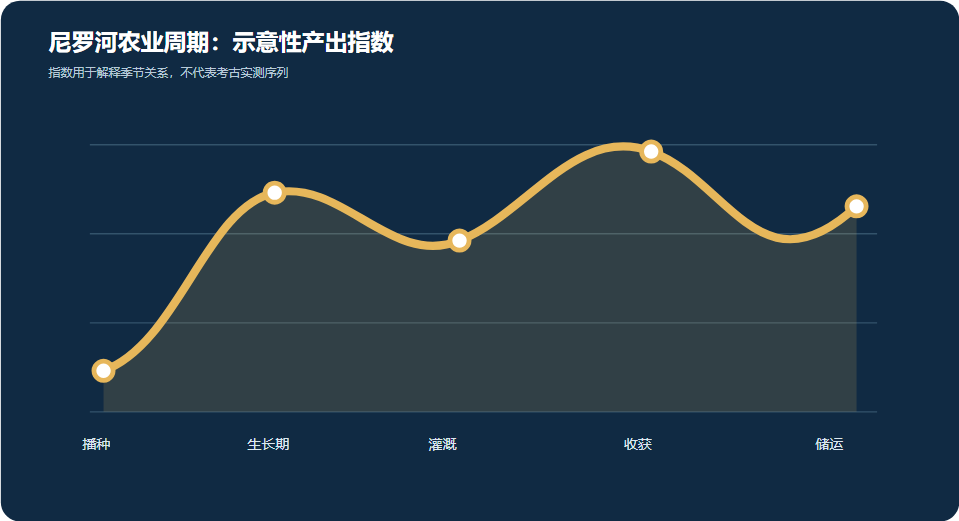 尼罗河农业周期：示意性产出指数
指数用于解释季节关系，不代表考古实测序列
播种
生长期
灌溉
收获
储运